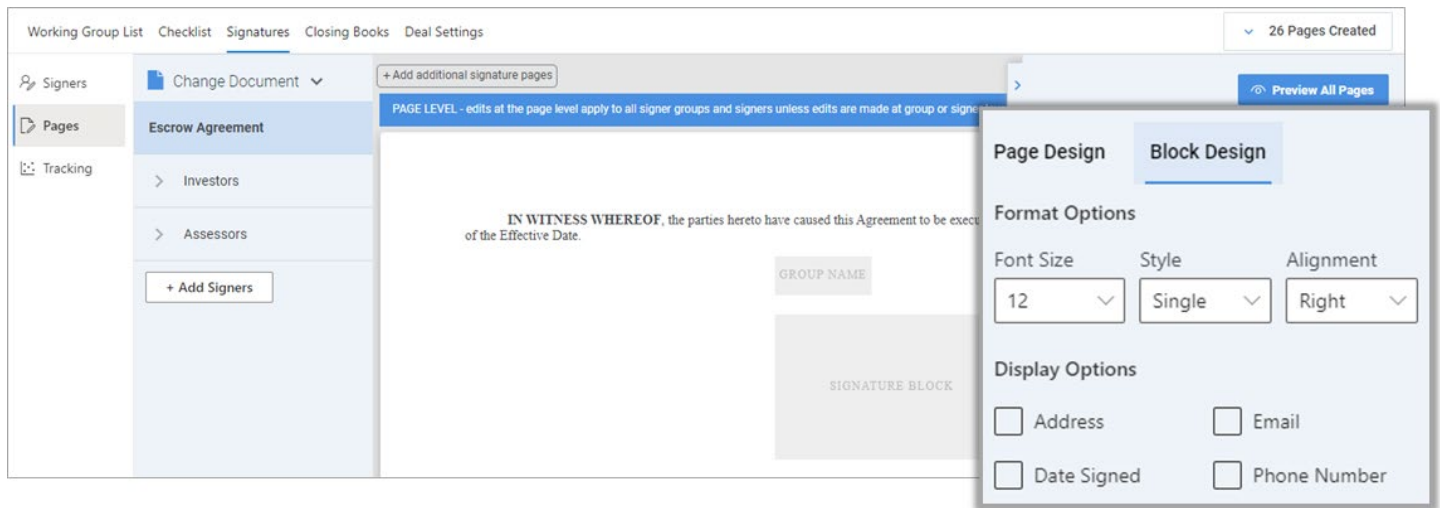 Working Group List Checklist Signatures Closing Books Deal Settings
26 Pages Created
Signers
Pages
Tracking
Change Document
Escrow Agreement
Investors
Assessors
+ Add Signers
+ Add additional signature pages
Preview All Pages
PAGE LEVEL - edits at the page level apply to all signer groups and signers unless edits are made at group or signer
IN WITNESS WHEREOF, the parties hereto have caused this Agreement to be
of the Effective Date.
GROUP NAME
SIGNATURE BLOCK
Page Design Block Design
Format Options
Font Size Style Alignment
12 Single Right
Display Options
Address Email
Date Signed Phone Number